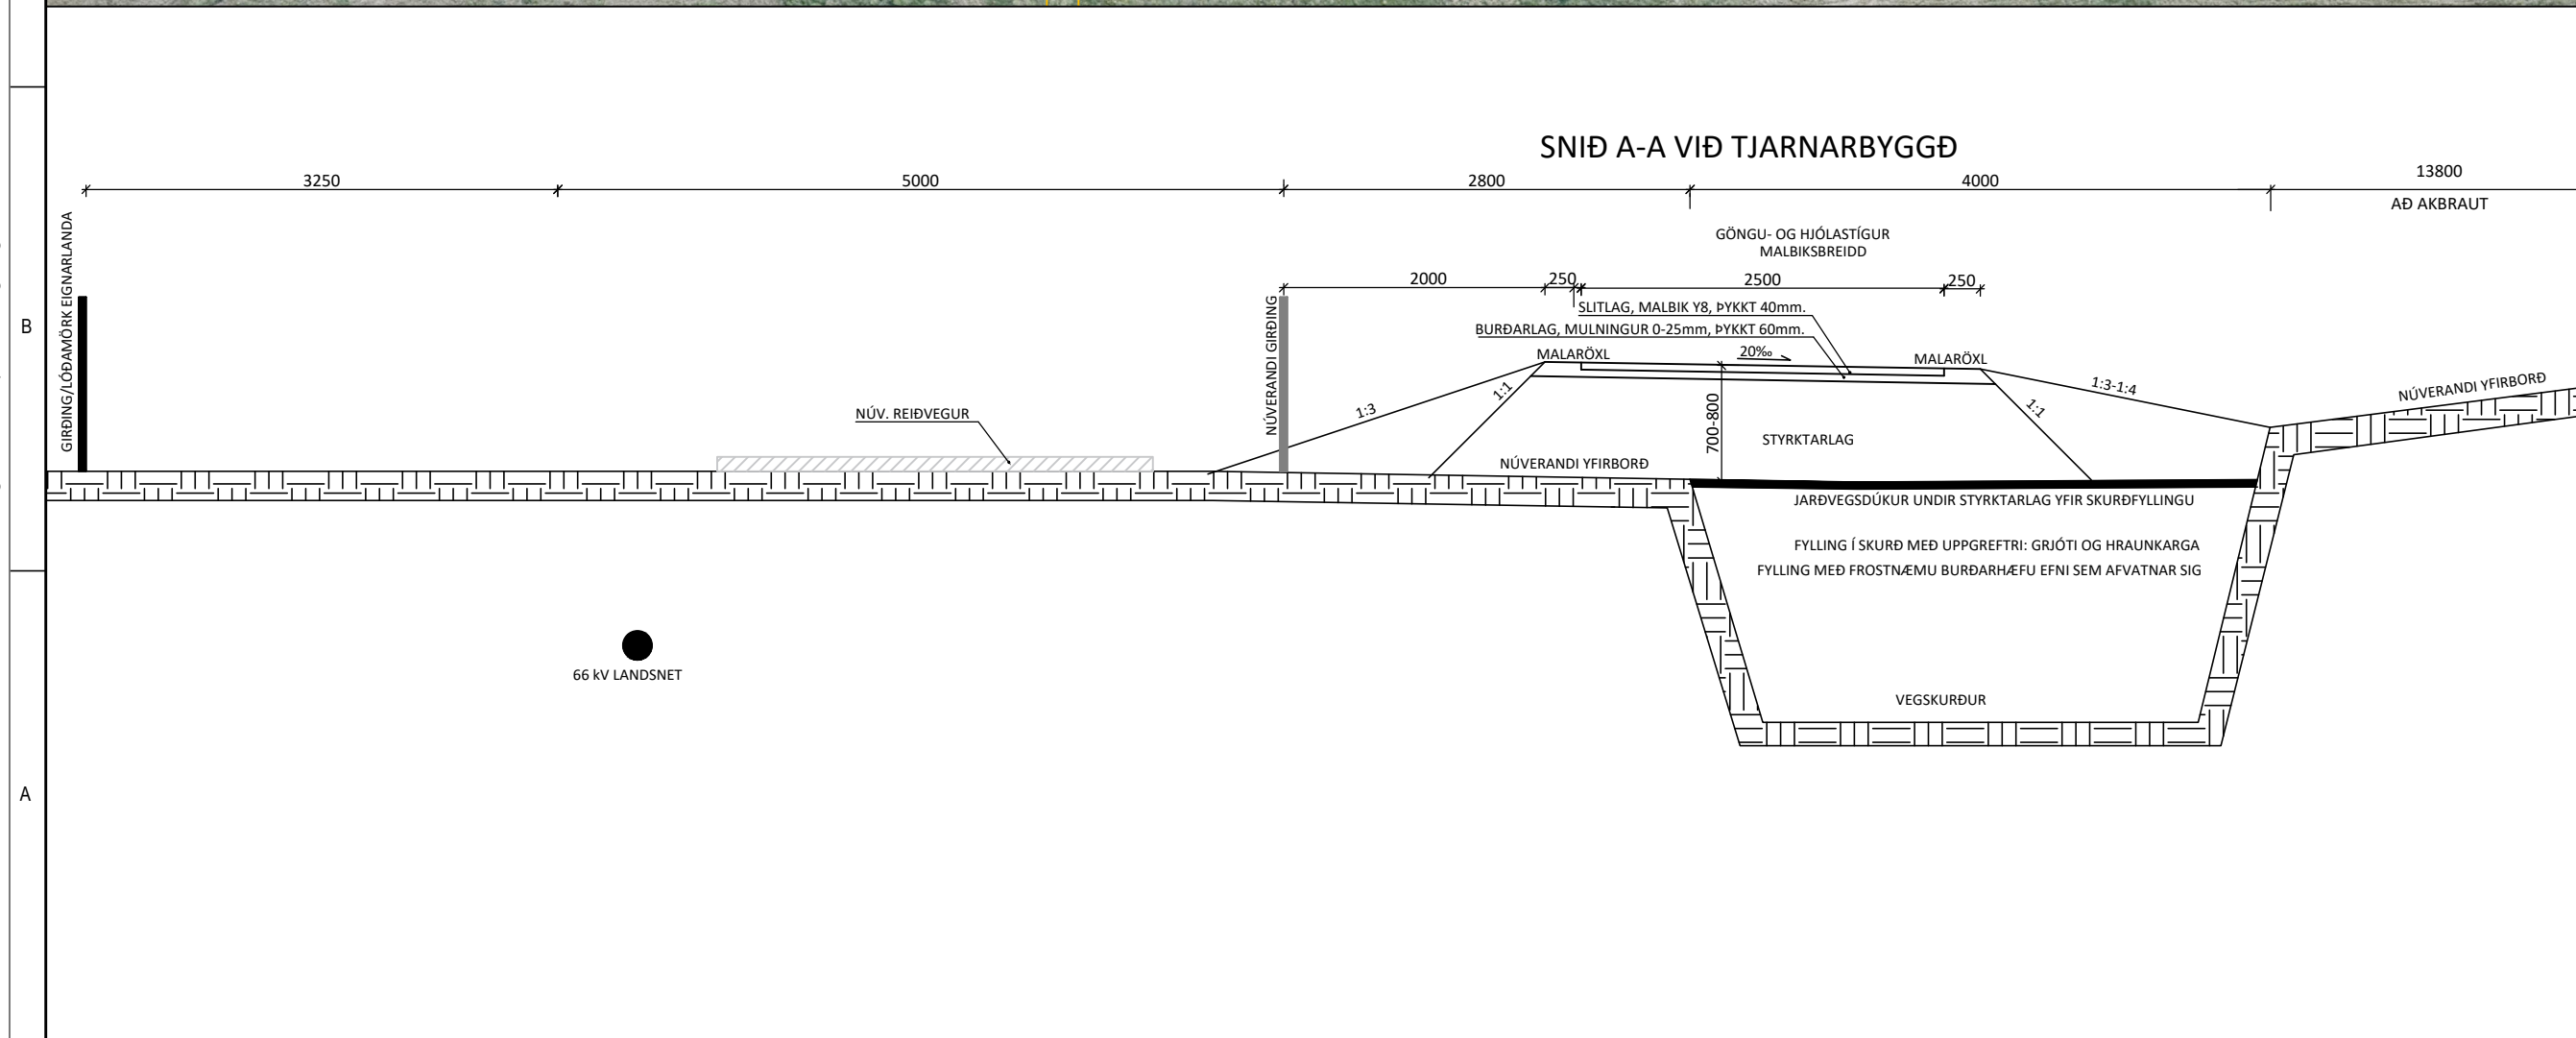 SNIÐ A-A VIÐ TJARNARBYGGÐ
3250
5000
2800
4000
13800
AÐ AKBRAUT
GIRÐING/LÓÐAMÖRK EIGNARLANDA
GÖNGU- OG HJÓLASTÍGUR
MALBIKSBREIDD
2000
250
2500
250
NÚVERANDI GIRÐING
SLITLAG, MALBIK Y8, ÞYKKT 40mm.
BURÐARLAG, MULNINGUR 0-25mm, ÞYKKT 60mm.
B
MALARÖXL
20‰
MALARÖXL
1:3
1:1
700-800
1:1
1:3-1:4
NÚVERANDI YFIRBORÐ
NÚV. REIÐVEGUR
STYRKTARLAG
NÚVERANDI YFIRBORÐ
JARÐVEGSDÚKUR UNDIR STYRKTARLAG YFIR SKURÐFYLLINGU
FYLLING Í SKURÐ MEÐ UPPGREFTRI: GRJÓTI OG HRAUNKARGA
FYLLING MEÐ FROSTNÆMU BURÐARHÆFU EFNI SEM AFVATNAR SIG
66 kV LANDSNET
VEGSKURÐUR
A